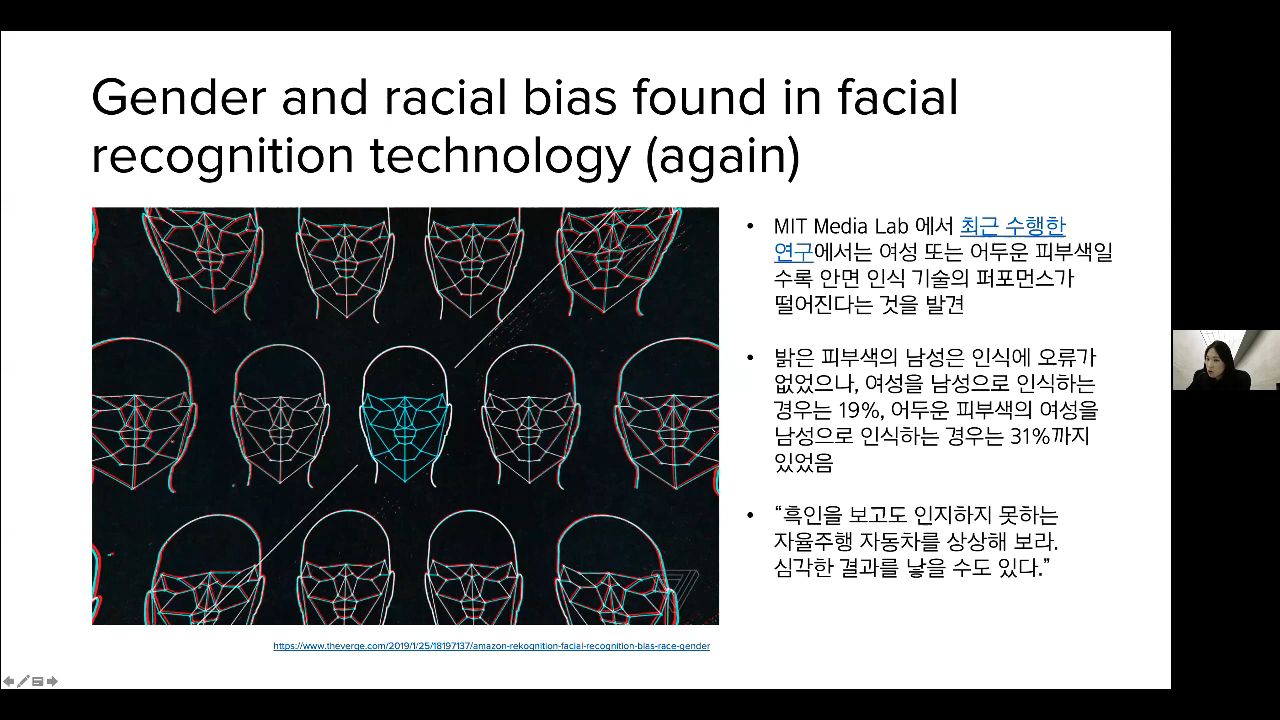 Gender and racial bias found in facial
recognition technology (again)
• MIT Media Lab 에서 최근 수행한
연구에서는 여성 또는 어두운 피부색일
수록 안면 인식 기술의 퍼포먼스가
떨어진다는 것을 발견
• 밝은 피부색의 남성은 인식에 오류가
없었으나, 여성을 남성으로 인식하는
경우는 19%, 어두운 피부색의 여성을
남성으로 인식하는 경우는 31%까지
있었음
• “흑인을 보고도 인지하지 못하는
자율주행 자동차를 상상해 보라.
심각한 결과를 낳을 수도 있다.”
https://www.theverge.com/2019/1/25/18197137/amazon-rekognition-facial-recognition-bias-race-gender